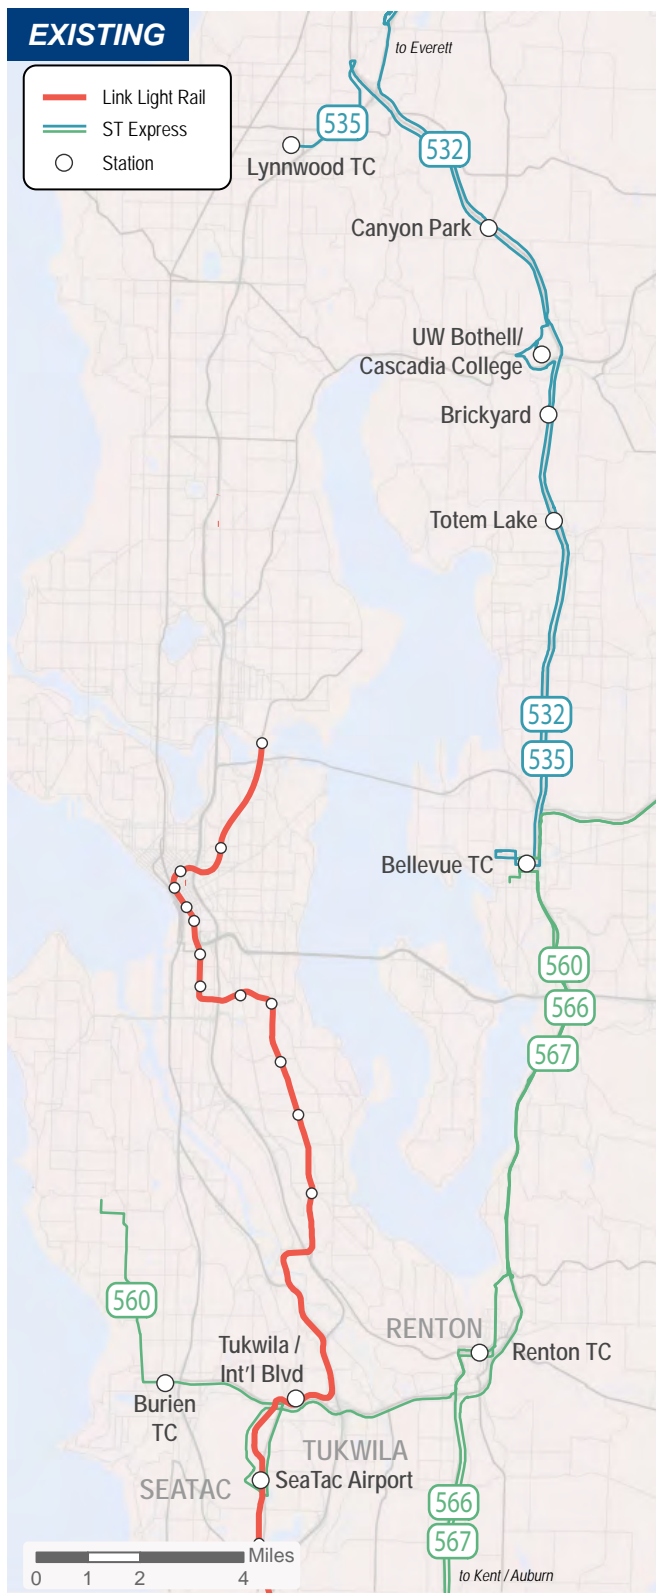 EXISTING
to Everett
Link Light Rail
ST Express
Station
535
532
Lynnwood TC
Canyon Park
UW Bothell/
Cascadia College
Brickyard
Totem Lake
532
535
Bellevue TC
560
566
567
560
RENTON
Tukwila /
Int'l Blvd
Renton TC
Burien
TC
TUKWILA
SEATAC
SeaTac Airport
566
567
Miles
0 1 2 4
to Kent / Auburn